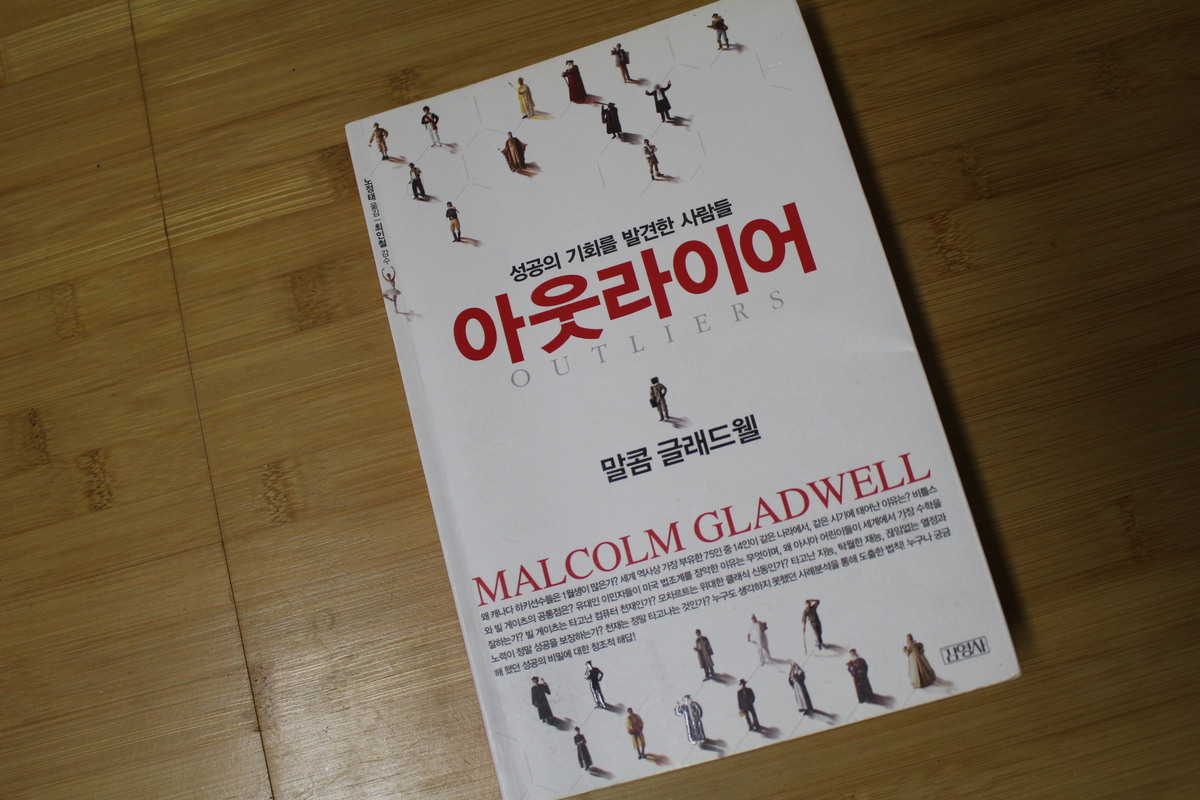 노정태 옮김 | 최인철 감수
성공의 기회를 발견한 사람들
아웃라이어
OUTLIERS
말콤 글래드웰
MALCOLM GLADWELL
왜 캐나다 하키선수들은 1월생이 많은가? 세계 역사상 가장 부유한 75인 중 14인이 같은 나라에서, 같은 시기에 태어난 이유는? 비틀스
와 빌 게이츠의 공통점은? 유대인 이민자들이 미국 법조계를 장악한 이유는 무엇이며, 왜 아시아 어린이들이 세계에서 가장 수학을
잘하는가? 빌 게이츠는 타고난 컴퓨터 천재인가? 모차르트는 위대한 클래식 신동인가? 타고난 지능, 탁월한 재능, 끊임없는 열정과
노력이 정말 성공을 보장하는가? 천재는 정말 타고나는 것인가? 누구도 생각하지 못했던 사례분석을 통해 도출한 법칙! 누구나 궁금
해 했던 성공의 비밀에 대한 창조적 해답!
김영사